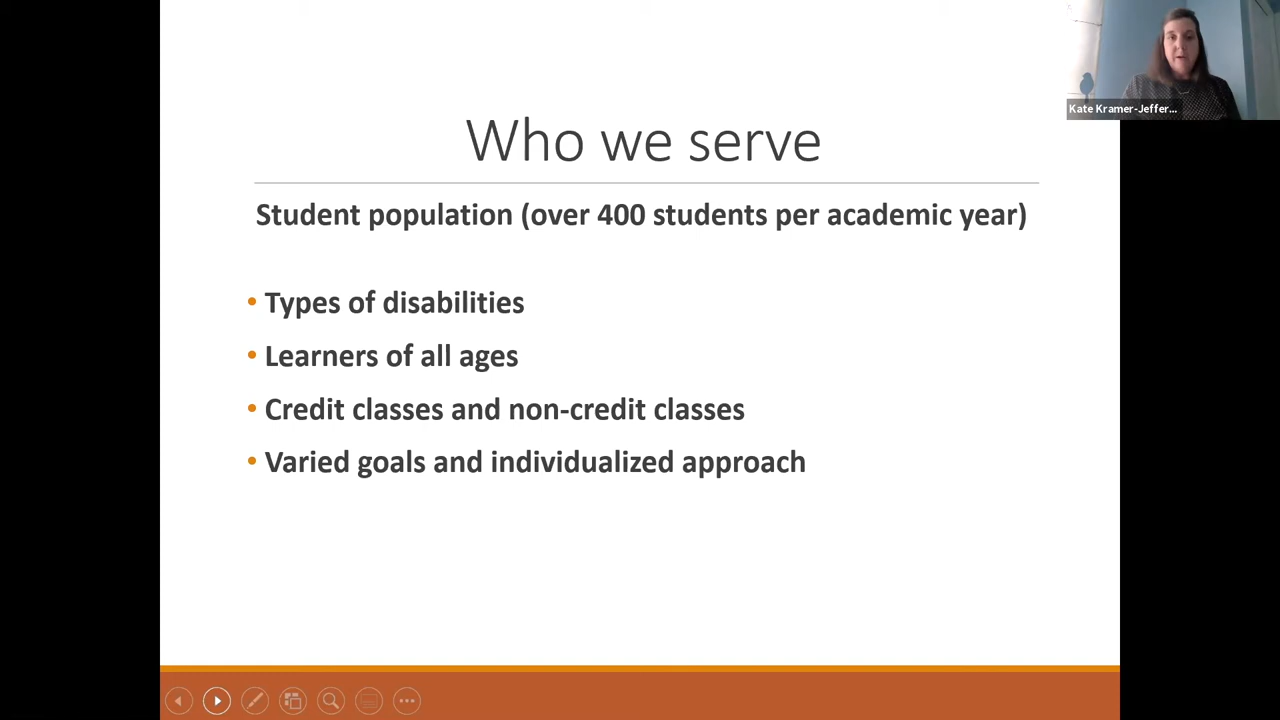 Kate Kramer-Jeffer...
Who we serve
Student population (over 400 students per academic year)
• Types of disabilities
• Learners of all ages
• Credit classes and non-credit classes
• Varied goals and individualized approach